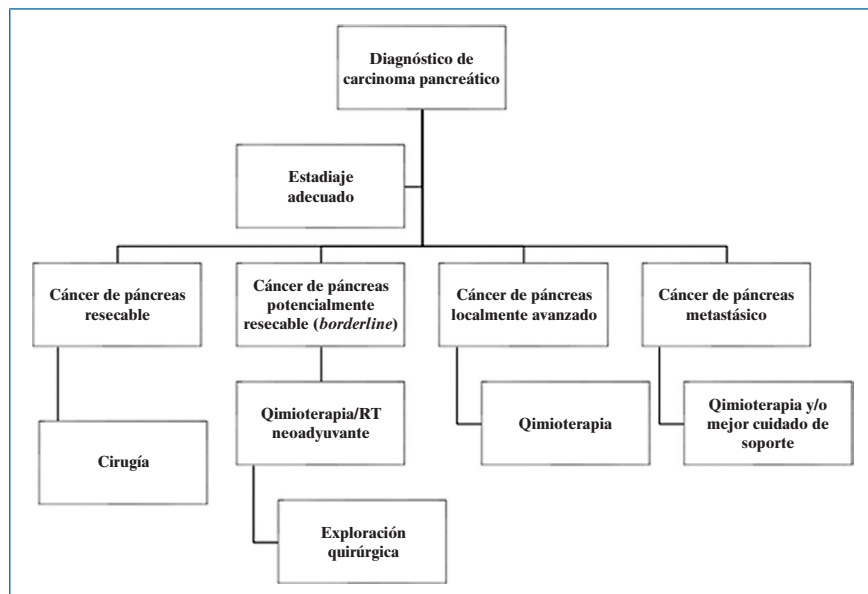 Diagnóstico de
carcinoma pancreático
Estadiaje
adecuado
Cáncer de páncreas
resecable
Cáncer de páncreas
potencialmente
resecable (borderline)
Cáncer de páncreas
localmente avanzado
Cáncer de páncreas
metastásico
Cirugía
Qimioterapia/RT
neoadyuvante
Exploración
quirúrgica
Qimioterapia
Qimioterapia y/o
mejor cuidado de
soporte